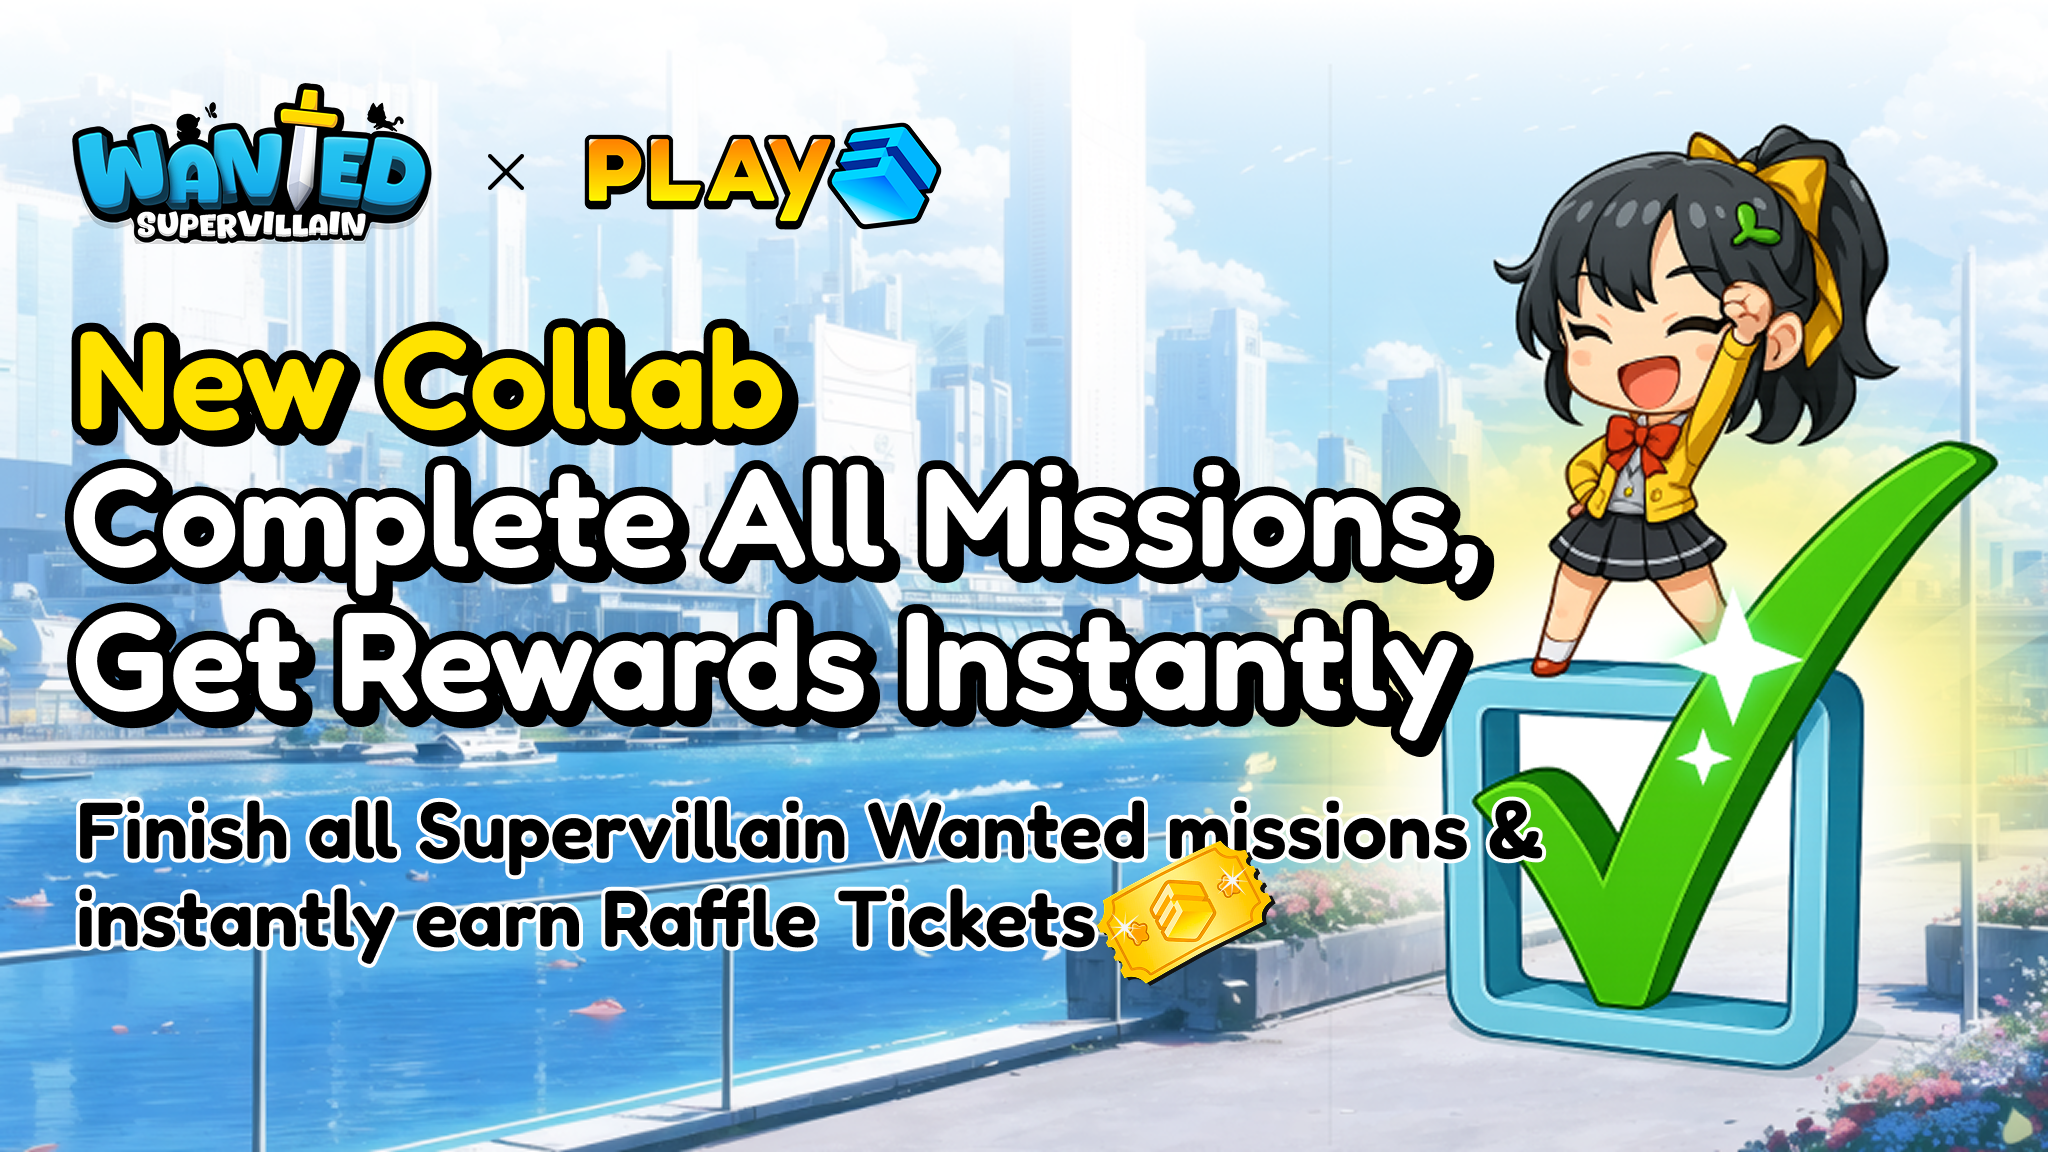 WANTED
SUPERVILLAIN
×
PLAY3
New Collab
Complete All Missions,
Get Rewards Instantly
Finish all Supervillain Wanted missions &
instantly earn Raffle Tickets